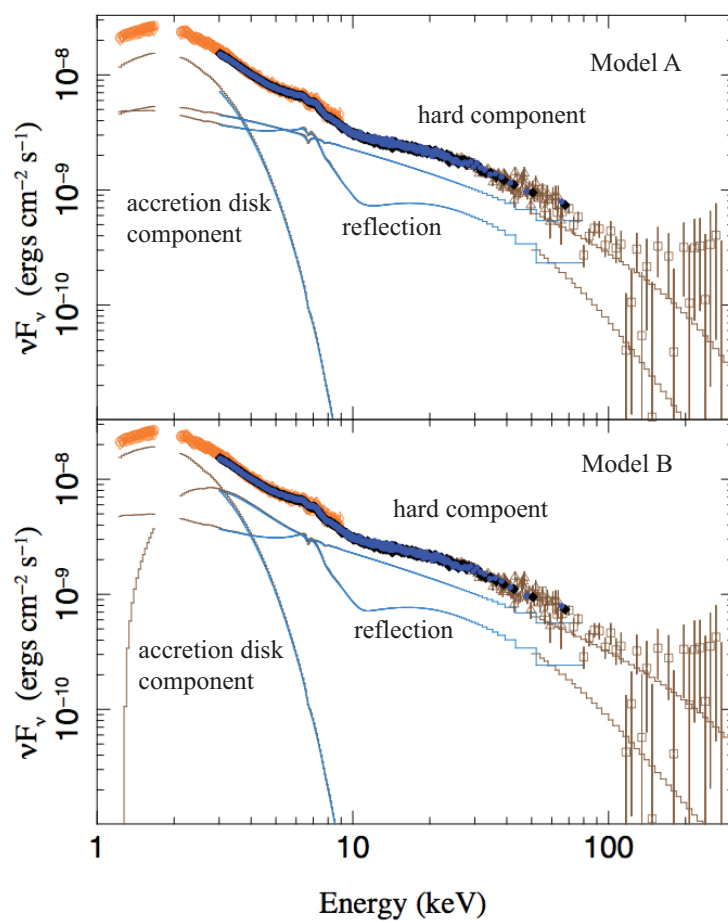 Model A
hard component
accretion disk
component
reflection
νFν (ergs cm−2 s−1)
10−8
10−9
10−10
Model B
hard compoent
reflection
accretion disk
component
νFν (ergs cm−2 s−1)
10−8
10−9
10−10
1 10 100
Energy (keV)